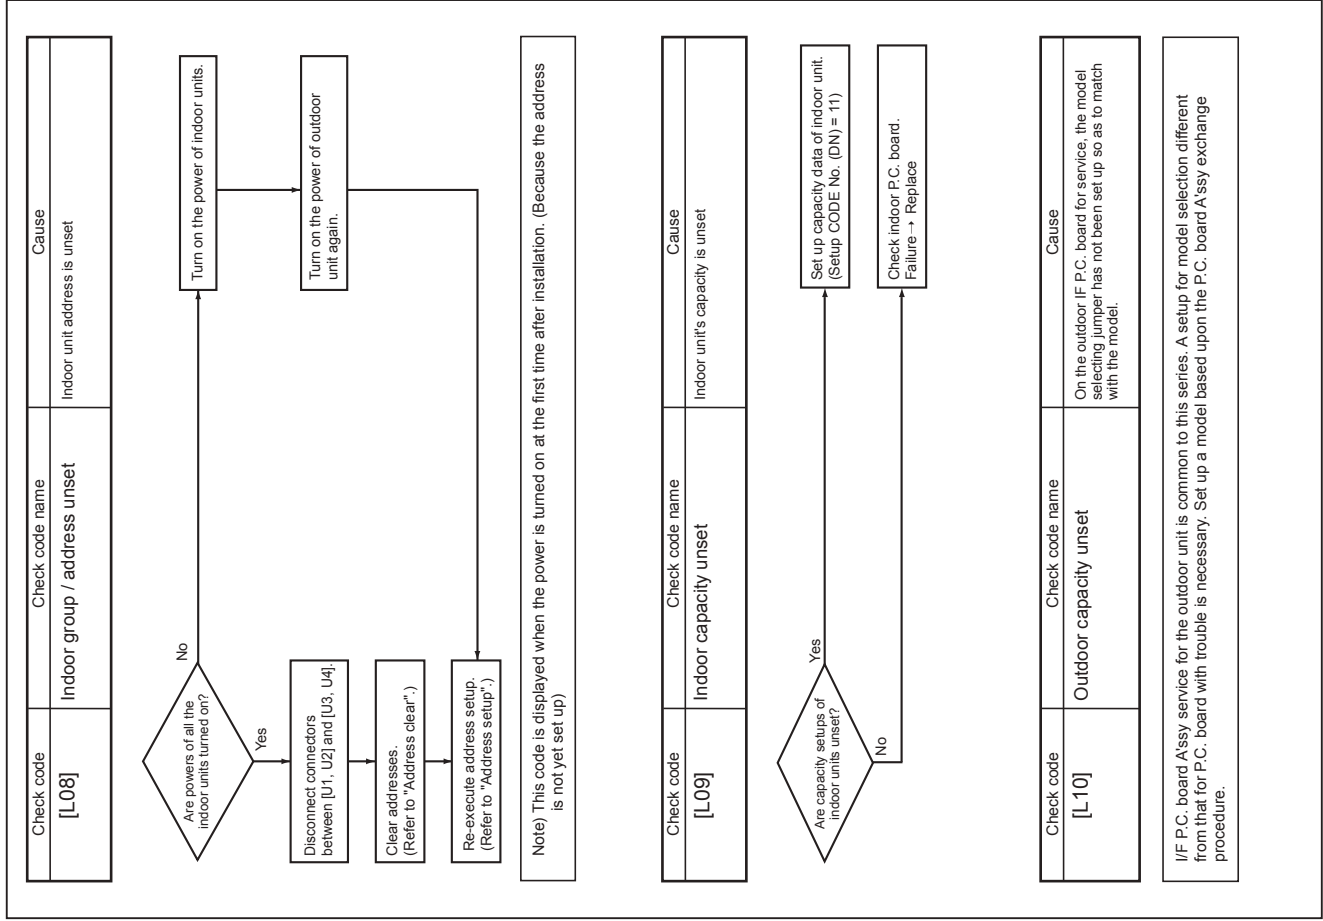 Check code
Check code name
Cause
[L08]
Indoor group / address unset
Indoor unit address is unset
Are powers of all the
indoor units turned on?
No
Yes
Turn on the power of indoor units.
Turn on the power of outdoor
unit again.
Disconnect connectors
between [U1, U2] and [U3, U4].
Clear addresses.
(Refer to "Address clear".)
Re-execute address setup.
(Refer to "Address setup".)
Note) This code is displayed when the power is turned on at the first time after installation. (Because the address
is not yet set up)
Check code
Check code name
Cause
[L09]
Indoor capacity unset
Indoor unit's capacity is unset
Are capacity setups of
indoor units unset?
Yes
No
Set up capacity data of indoor unit.
(Setup CODE No. (DN) = 11)
Check indoor P.C. board.
Failure→ Replace
Check code
Check code name
Cause
[L10]
Outdoor capacity unset
On the outdoor IF P.C. board for service, the model
selecting jumper has not been set up so as to match
with the model.
I/F P.C. board A'ssy service for the outdoor unit is common to this series. A setup for model selection different
from that for P.C. board with trouble is necessary. Set up a model based upon the P.C. board A'ssy exchange
procedure.